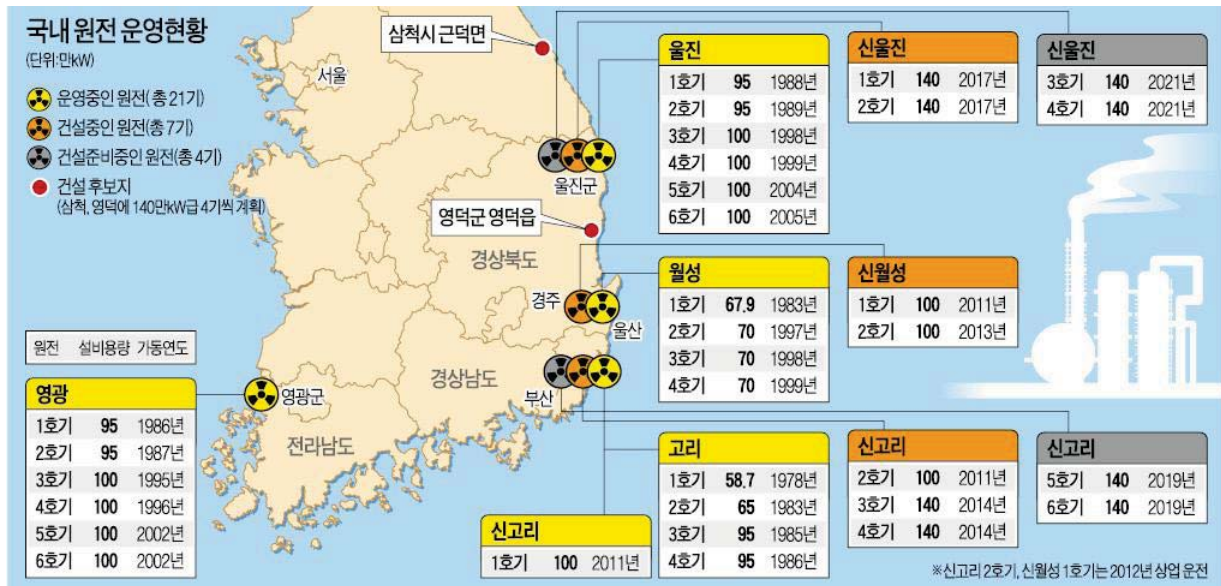 국내 원전 운영현황
(단위:만kW)
운영중인 원전(총 21기)
건설중인 원전(총 7기)
건설준비중인 원전(총 4기)
건설 후보지
(삼척, 영덕에 140만kW급 4기씩 계획)
삼척시 근덕면
서울
울진군
영덕군 영덕읍
경상북도
경주
울산
경상남도
부산
영광군
전라남도
원전 설비용량 가동연도
영광
1호기 95 1986년
2호기 95 1987년
3호기 100 1995년
4호기 100 1996년
5호기 100 2002년
6호기 100 2002년
울진
1호기 95 1988년
2호기 95 1989년
3호기 100 1998년
4호기 100 1999년
5호기 100 2004년
6호기 100 2005년
신울진
1호기 140 2017년
2호기 140 2017년
신울진
3호기 140 2021년
4호기 140 2021년
월성
1호기 67.9 1983년
2호기 70 1997년
3호기 70 1998년
4호기 70 1999년
신월성
1호기 100 2011년
2호기 100 2013년
신고리
1호기 100 2011년
고리
1호기 58.7 1978년
2호기 65 1983년
3호기 95 1985년
4호기 95 1986년
신고리
2호기 100 2011년
3호기 140 2014년
4호기 140 2014년
신고리
5호기 140 2019년
6호기 140 2019년
※신고리 2호기, 신월성 1호기는 2012년 상업 운전